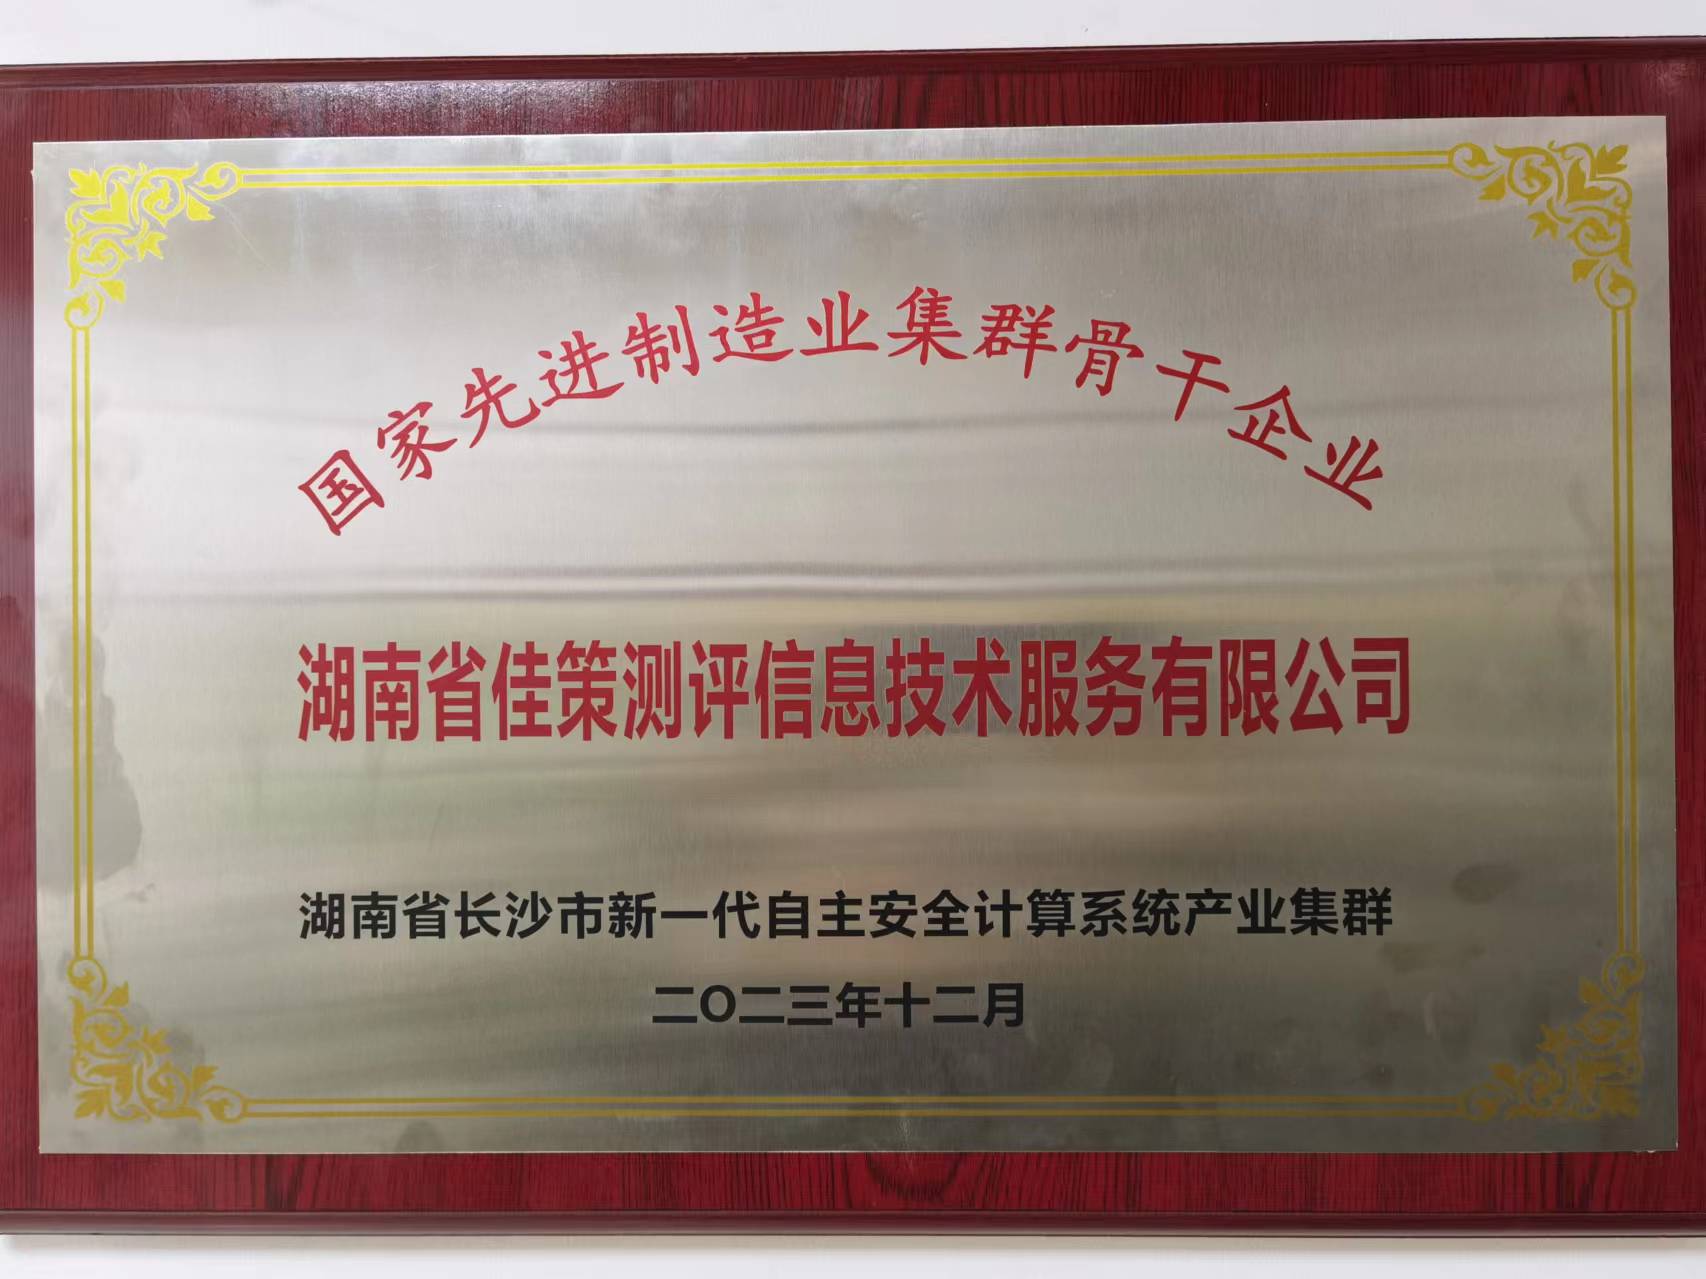 国家先进制造业集群骨干企业
湖南省佳策测评信息技术服务有限公司
湖南省长沙市新一代自主安全计算系统产业集群
二〇二三年十二月